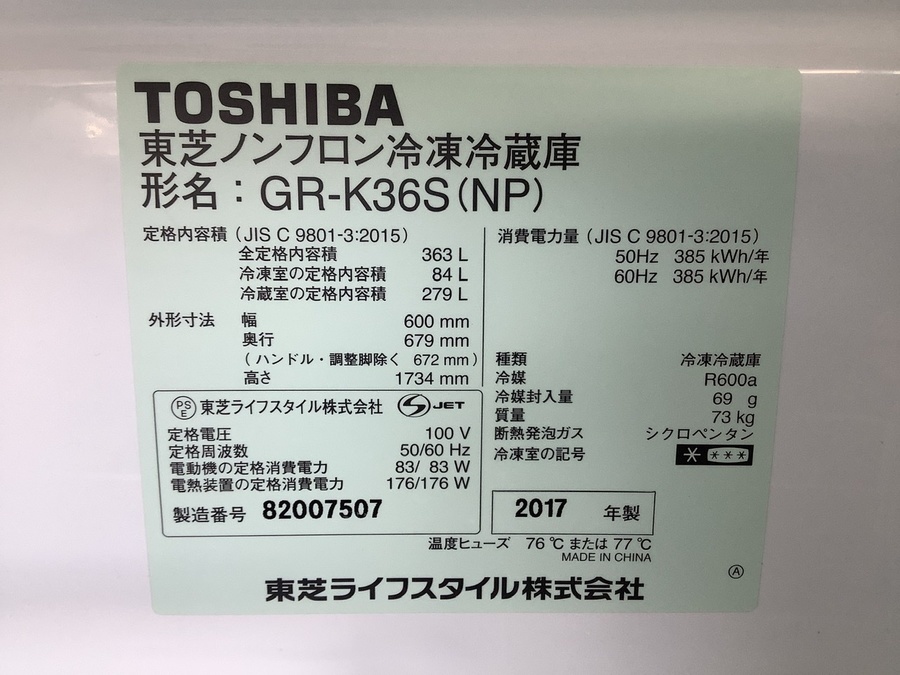 TOSHIBA
東芝ノンフロン冷凍冷蔵庫
形名：GR-K36S(NP)
定格内容積（JIS C 9801-3:2015）
全定格内容積 363 L
冷凍室の定格内容積 84 L
冷蔵室の定格内容積 279 L
外形寸法 幅 600 mm
奥行 679 mm
（ハンドル・調整脚除く 672 mm）
高さ 1734 mm
PS E 東芝ライフスタイル株式会社 S JET
定格電圧 100 V
定格周波数 50/60 Hz
電動機の定格消費電力 83/ 83 W
電熱装置の定格消費電力 176/176 W
製造番号 82007507
消費電力量（JIS C 9801-3:2015）
50Hz 385 kWh/年
60Hz 385 kWh/年
種類 冷凍冷蔵庫
冷媒 R600a
冷媒封入量 69 g
質量 73 kg
断熱発泡ガス シクロペンタン
冷凍室の記号 * ***
2017 年製
温度ヒューズ 76 ℃ または 77 ℃
MADE IN CHINA
Ⓐ
東芝ライフスタイル株式会社